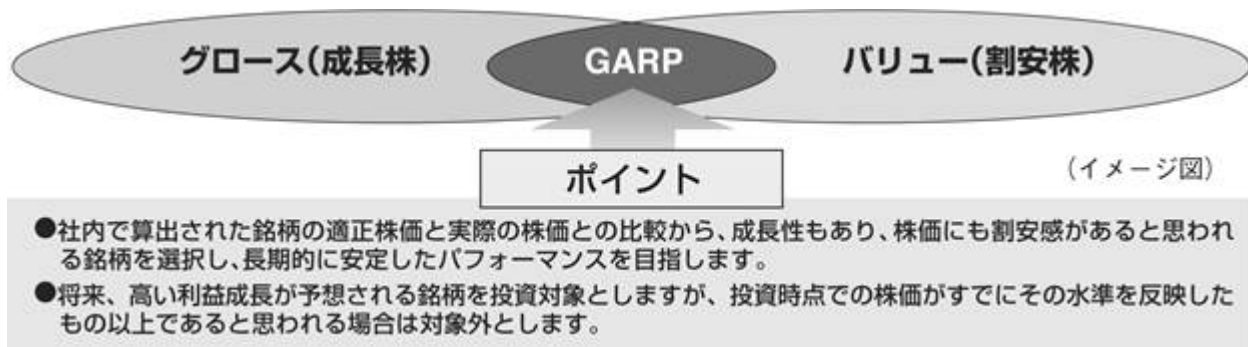 グロース(成長株)
GARP
バリュー(割安株)
ポイント
(イメージ図)
●社内で算出された銘柄の適正株価と実際の株価との比較から、成長性もあり、株価にも割安感があると思われ
る銘柄を選択し、長期的に安定したパフォーマンスを目指します。
●将来、高い利益成長が予想される銘柄を投資対象としますが、投資時点での株価がすでにその水準を反映した
もの以上であると思われる場合は対象外とします。